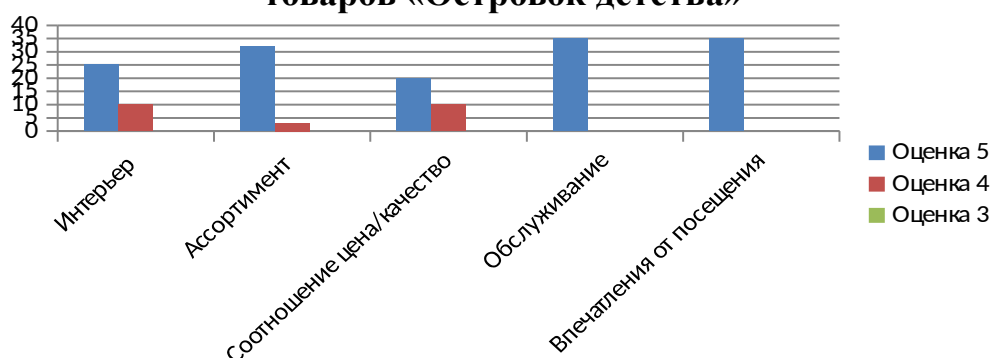 товаров «Островок детства»
40
35
30
25
20
15
10
5
0
Интерьер
Ассортимент
Соотношение цена/качество
Обслуживание
Впечатления от посещения
Оценка 5
Оценка 4
Оценка 3